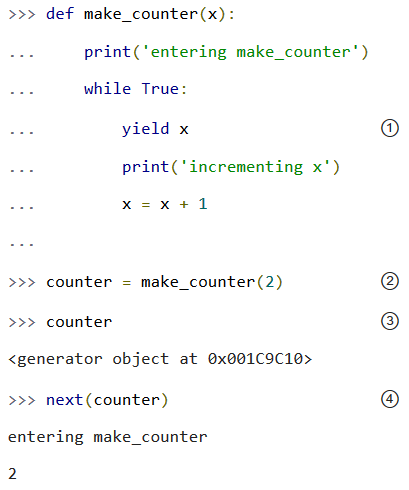 >>> def make_counter(x):
...     print('entering make_counter')
...     while True:
...         yield x ①
...         print('incrementing x')
...         x = x + 1
...
>>> counter = make_counter(2) ②
>>> counter ③
<generator object at 0x001C9C10>
>>> next(counter) ④
entering make_counter
2